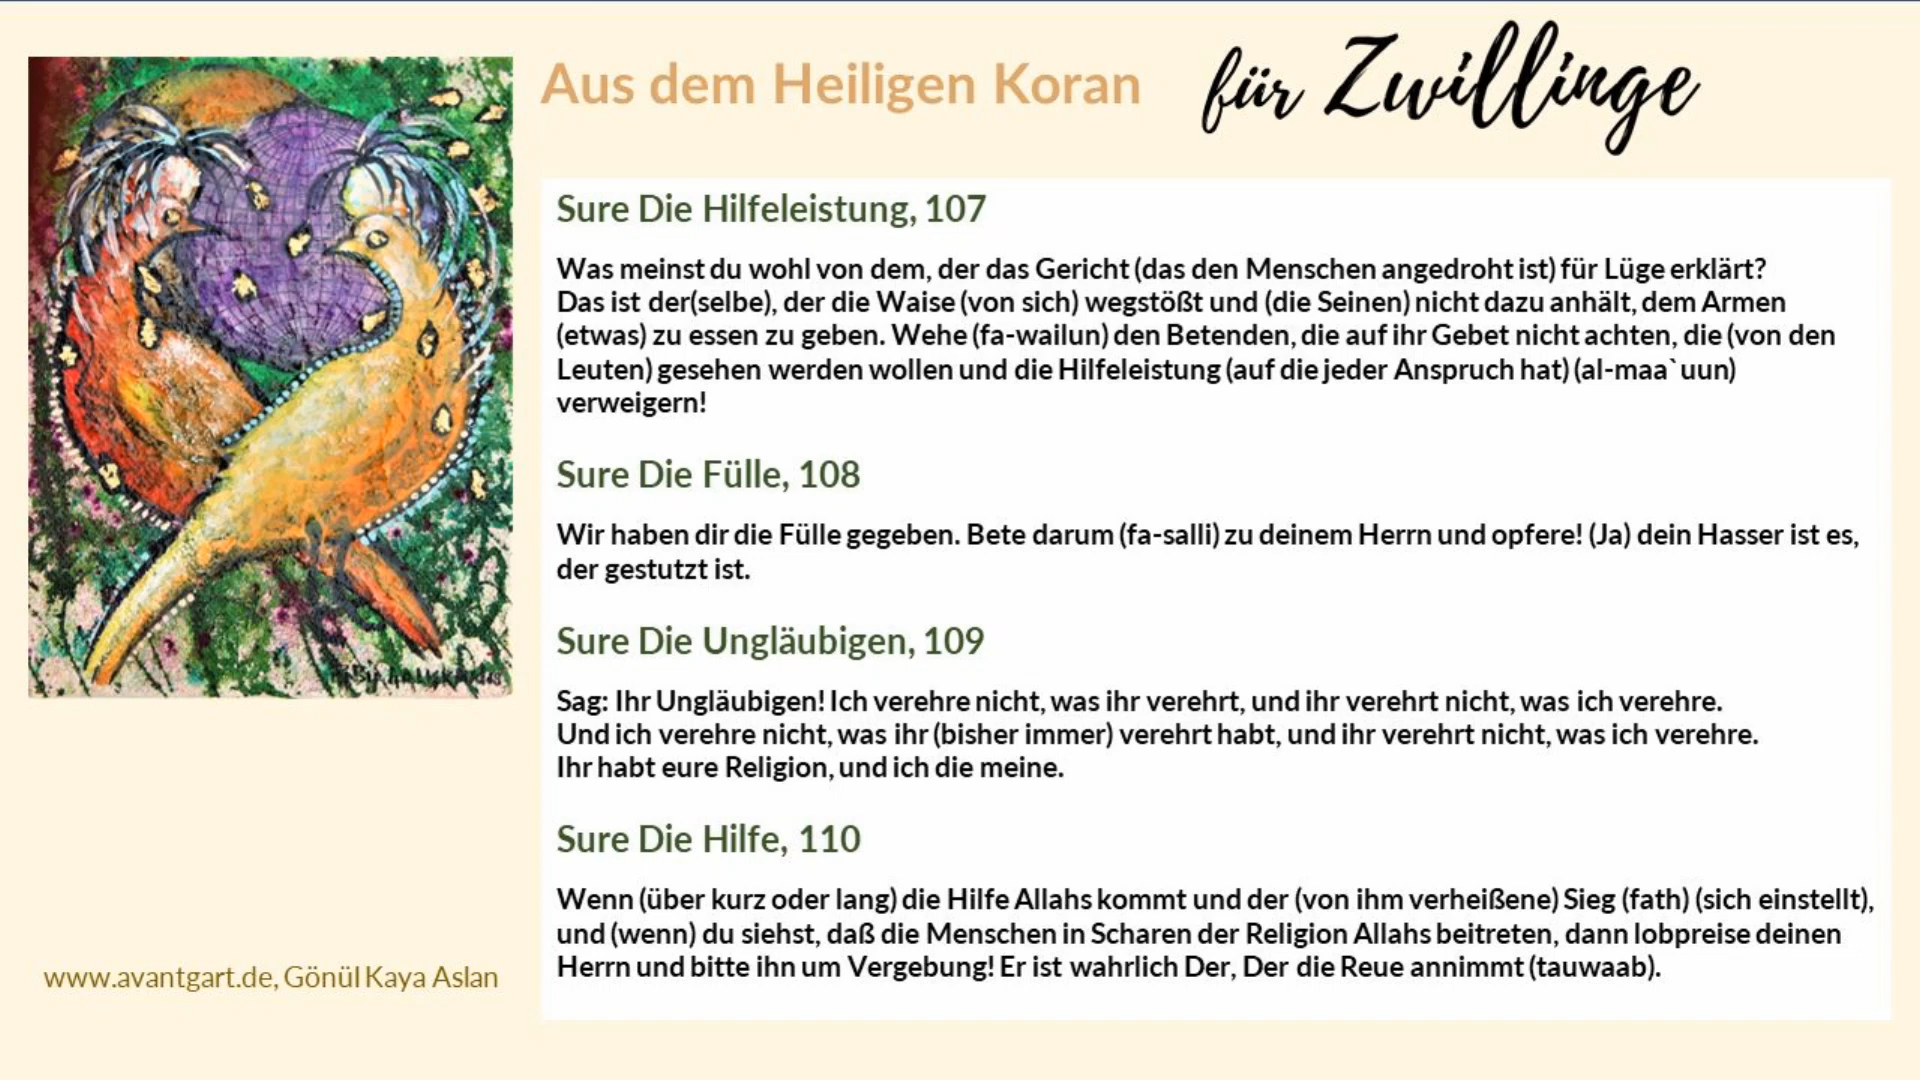 Aus dem Heiligen Koran für Zwillinge
Sure Die Hilfeleistung, 107
Was meinst du wohl von dem, der das Gericht (das den Menschen angedroht ist) für Lüge erklärt?
Das ist der(selbe), der die Waise (von sich) wegstößt und (die Seinen) nicht dazu anhält, dem Armen
(etwas) zu essen zu geben. Wehe (fa-wailun) den Betenden, die auf ihr Gebet nicht achten, die (von den
Leuten) gesehen werden wollen und die Hilfeleistung (auf die jeder Anspruch hat) (al-maa`uun)
verweigern!
Sure Die Fülle, 108
Wir haben dir die Fülle gegeben. Bete darum (fa-salli) zu deinem Herrn und opfere! (Ja) dein Hasser ist es,
der gestutzt ist.
Sure Die Ungläubigen, 109
Sag: Ihr Ungläubigen! Ich verehre nicht, was ihr verehrt, und ihr verehrt nicht, was ich verehre.
Und ich verehre nicht, was ihr (bisher immer) verehrt habt, und ihr verehrt nicht, was ich verehre.
Ihr habt eure Religion, und ich die meine.
Sure Die Hilfe, 110
Wenn (über kurz oder lang) die Hilfe Allahs kommt und der (von ihm verheißene) Sieg (fath) (sich einstellt),
und (wenn) du siehst, daß die Menschen in Scharen der Religion Allahs beitreten, dann lobpreise deinen
Herrn und bitte ihn um Vergebung! Er ist wahrlich Der, Der die Reue annimmt (tauwaab).
www.avantgart.de, Gönül Kaya Aslan